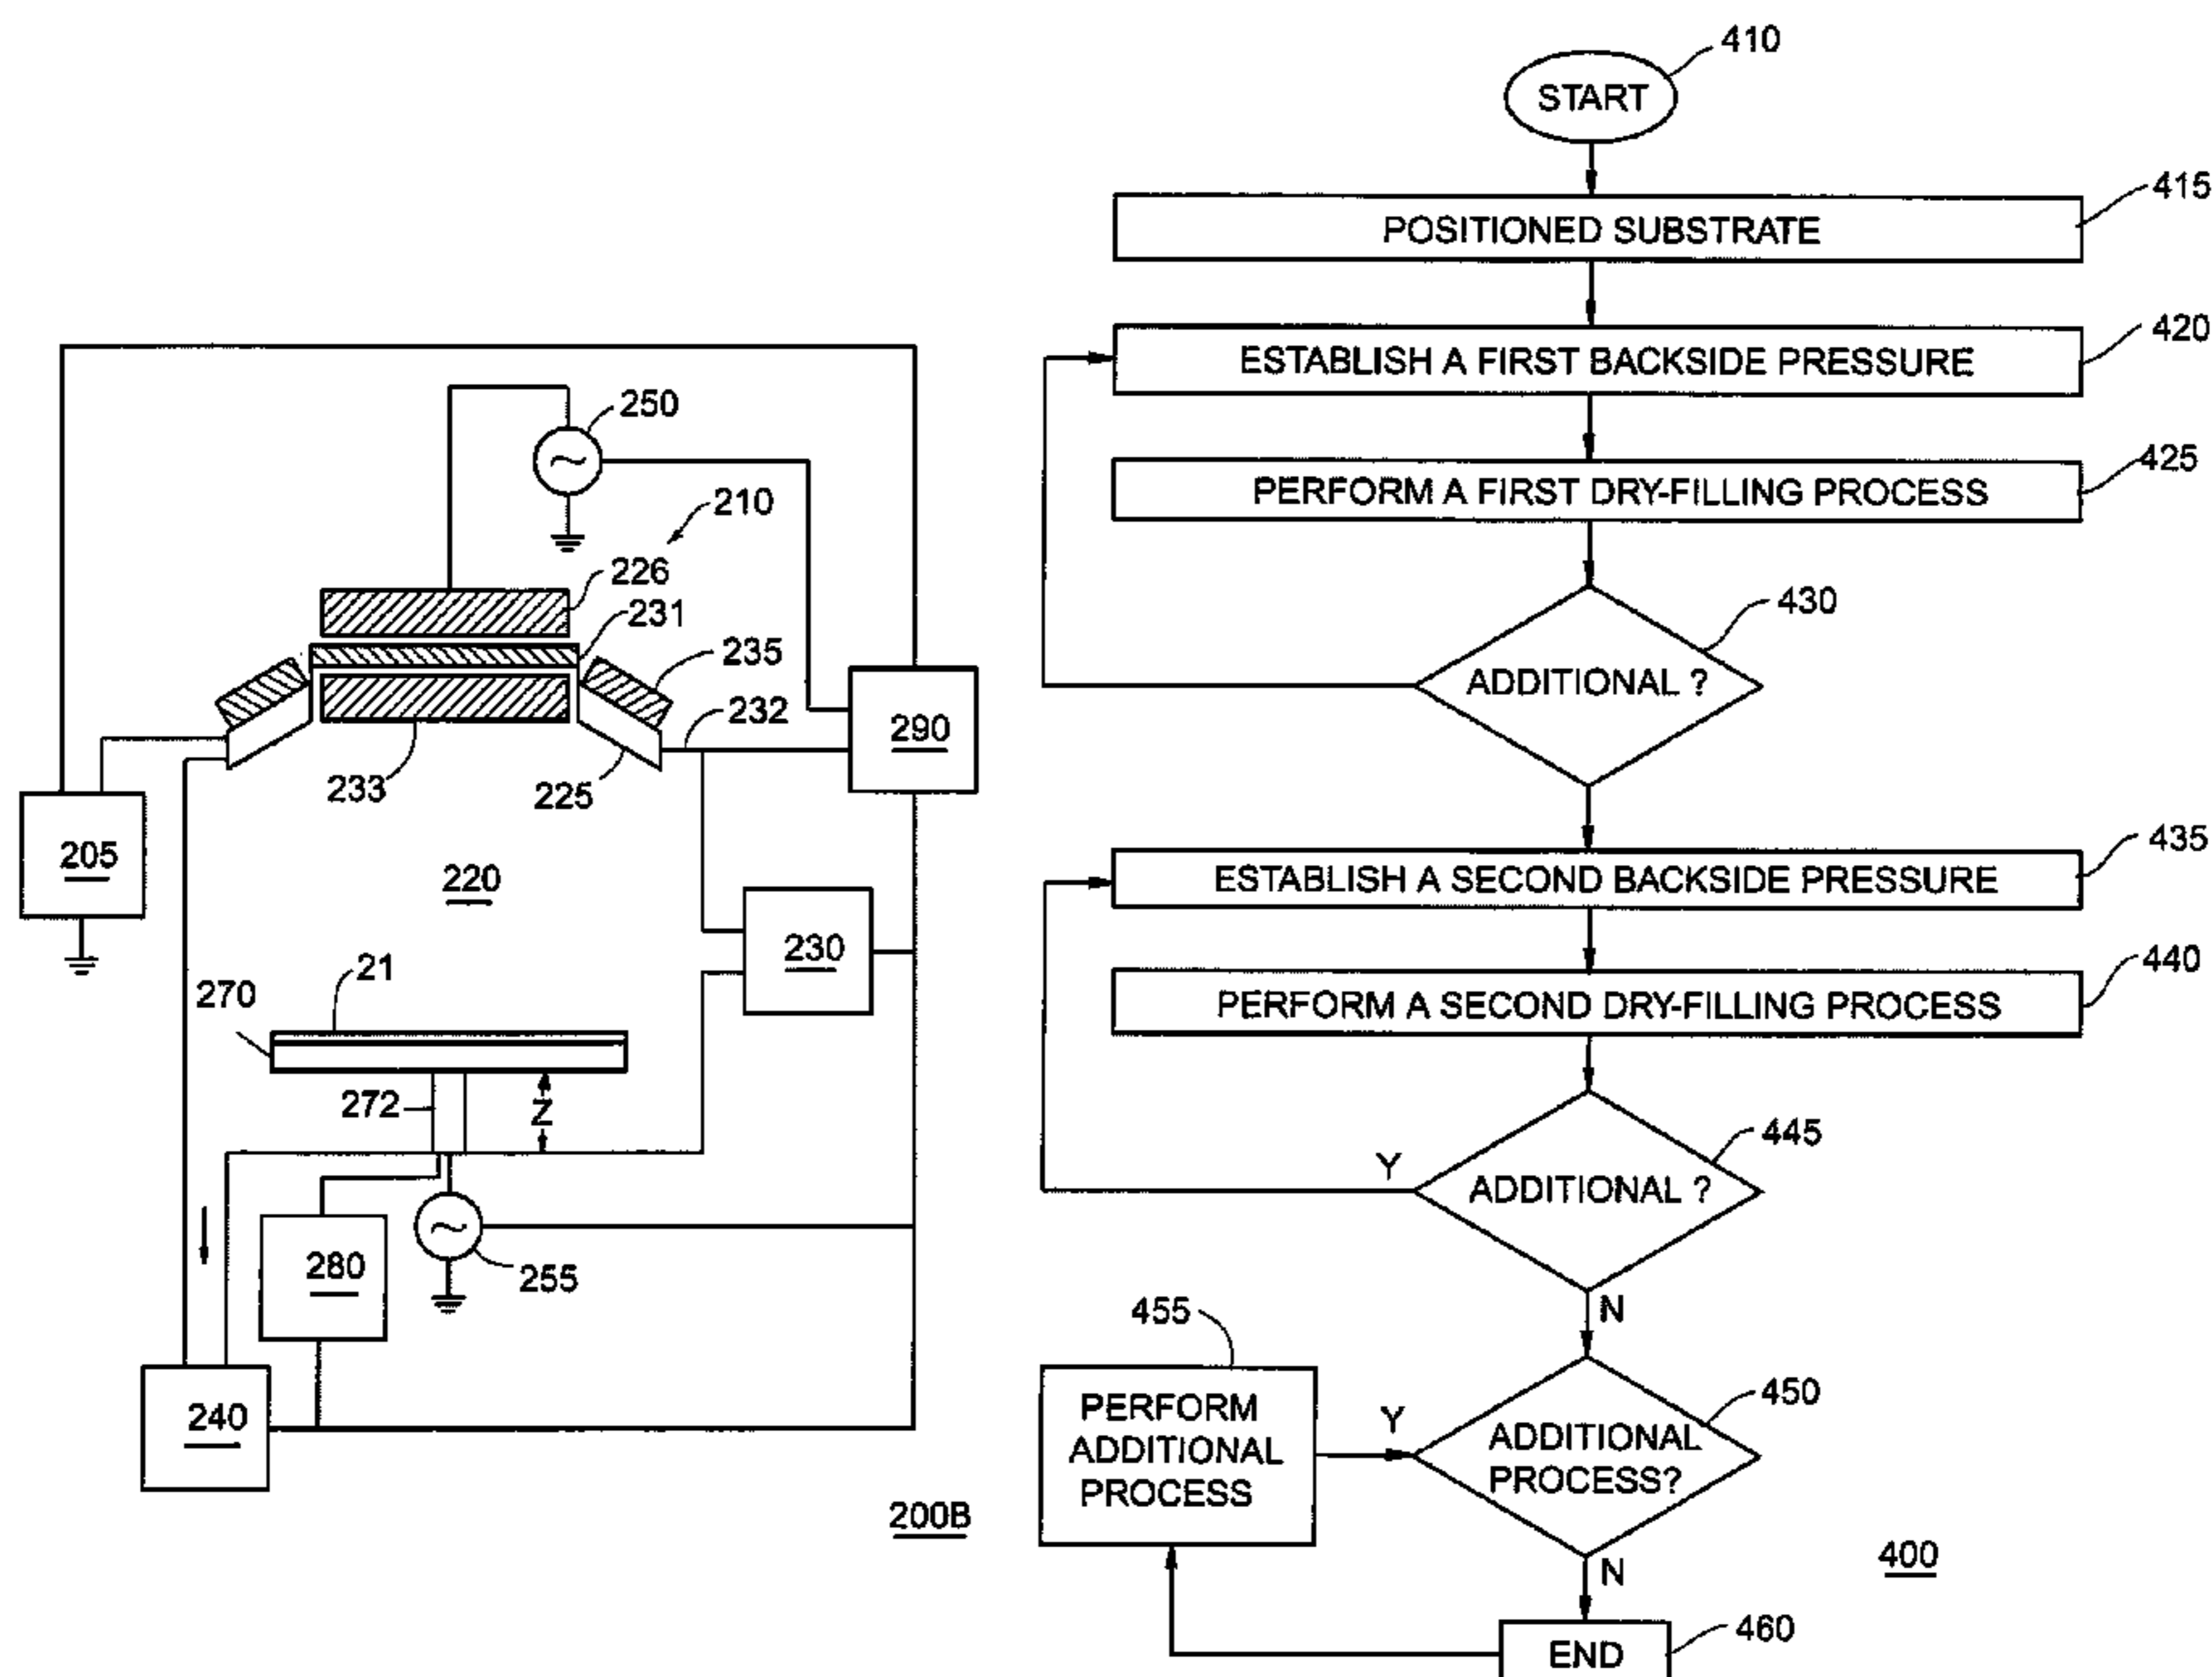 250
210
226
231
235
232
290
233
225
205
220
230
21
270
272
Z
280
255
240
200B
410
START
415
POSITIONED SUBSTRATE
420
ESTABLISH A FIRST BACKSIDE PRESSURE
425
PERFORM A FIRST DRY-FILLING PROCESS
430
ADDITIONAL ?
435
ESTABLISH A SECOND BACKSIDE PRESSURE
440
PERFORM A SECOND DRY-FILLING PROCESS
445
Y
ADDITIONAL ?
N
455
PERFORM
ADDITIONAL
PROCESS
450
Y
ADDITIONAL
PROCESS?
N
400
460
END